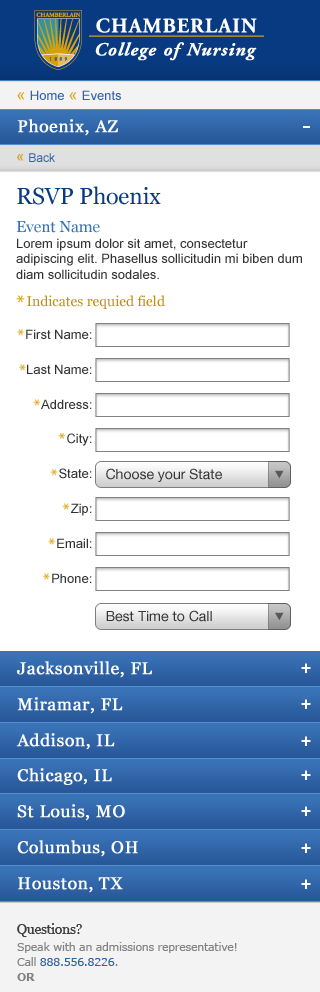 CHAMBERLAIN
College of Nursing
1889
« Home « Events
Phoenix, AZ -
« Back
RSVP Phoenix
Event Name
Lorem ipsum dolor sit amet, consectetur
adipiscing elit. Phasellus sollicitudin mi biben dum
diam sollicitudin sodales.
* Indicates requied field
*First Name:
*Last Name:
*Address:
*City:
*State: Choose your State
*Zip:
*Email:
*Phone:
Best Time to Call
Jacksonville, FL +
Miramar, FL +
Addison, IL +
Chicago, IL +
St Louis, MO +
Columbus, OH +
Houston, TX +
Questions?
Speak with an admissions representative!
Call 888.556.8226.
OR